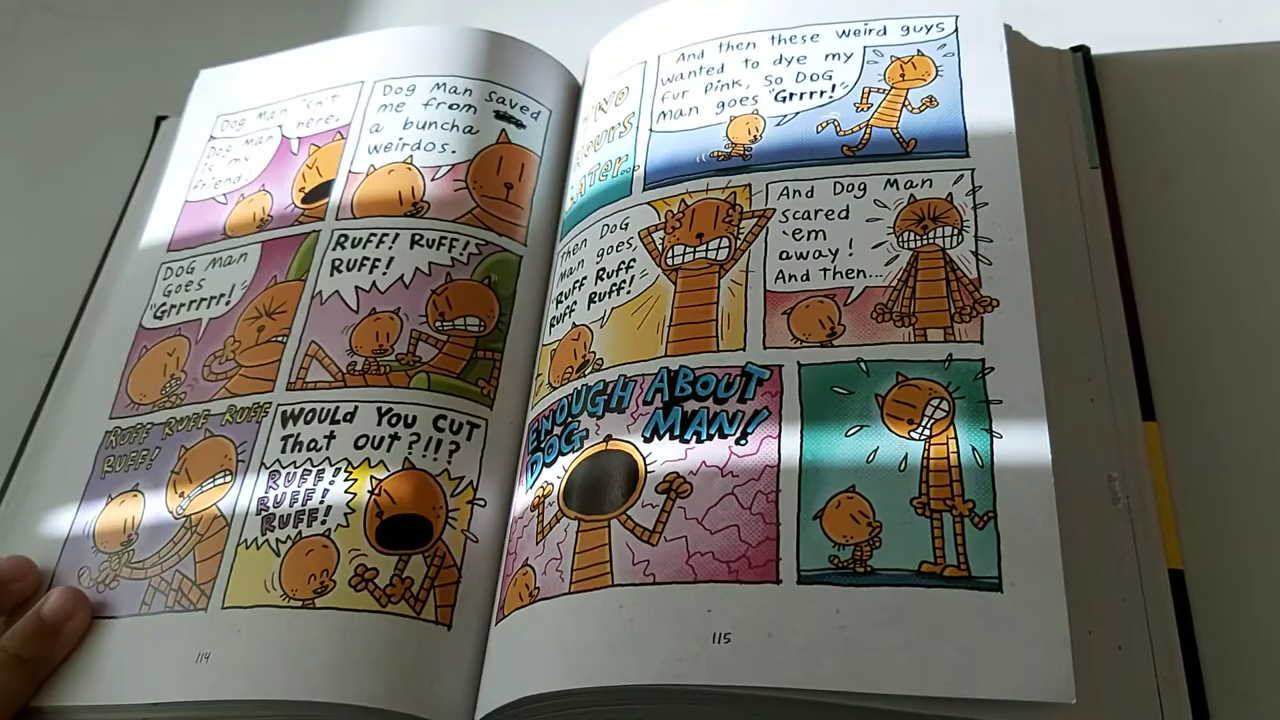 Dog Man isn't
here.
Dog Man
is my
friend!
Dog Man saved
me from
a buncha
weirdos.
Dog Man
goes
"Grrrrrr!"
RUFF! RUFF!
RUFF!
RUFF RUFF RUFF
RUFF!
WOULD YOU CUT
That out?!!?
RUFF!
RUFF!
RUFF!
114
TWO
HOURS
LATER...
And then these weird guys
wanted to dye my
fur Pink, So Dog
Man goes "Grrrr!"
Then Dog
Man goes,
"Ruff Ruff
Ruff Ruff!"
And Dog Man
scared
'em
away!
And then...
ENOUGH ABOUT
DOG MAN!
115